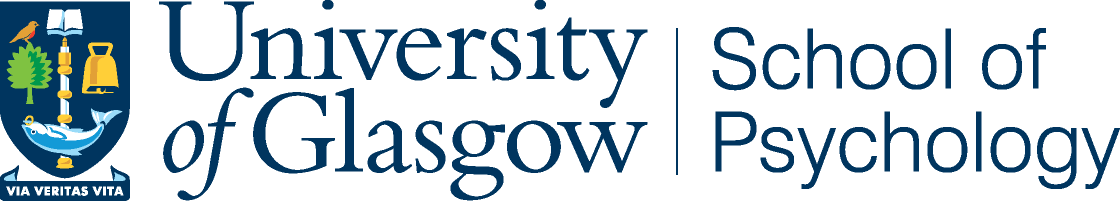 University
of Glasgow
School of
Psychology
VIA VERITAS VITA